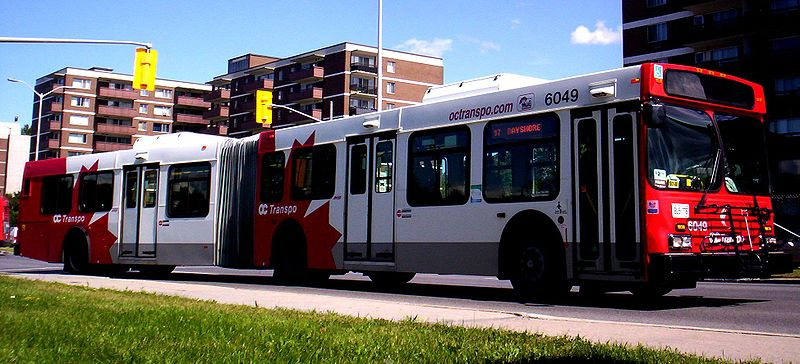 octranspo.com 6049
97 BAYSHORE
OC Transpo
OC Transpo
6049